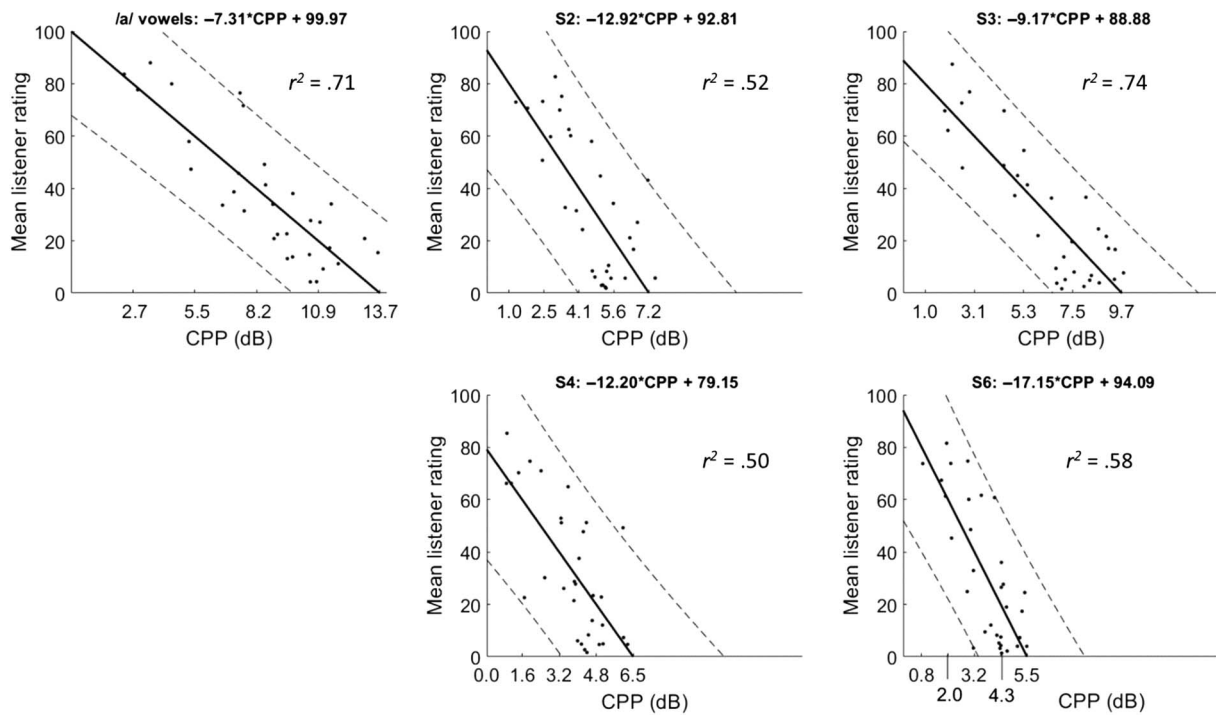 /a/ vowels: –7.31*CPP + 99.97
r² = .71
Mean listener rating
100
80
60
40
20
0
2.7 5.5 8.2 10.9 13.7
CPP (dB)
S2: –12.92*CPP + 92.81
r² = .52
Mean listener rating
100
80
60
40
20
0
1.0 2.5 4.1 5.6 7.2
CPP (dB)
S3: –9.17*CPP + 88.88
r² = .74
Mean listener rating
100
80
60
40
20
0
1.0 3.1 5.3 7.5 9.7
CPP (dB)
S4: –12.20*CPP + 79.15
r² = .50
Mean listener rating
100
80
60
40
20
0
0.0 1.6 3.2 4.8 6.5
CPP (dB)
S6: –17.15*CPP + 94.09
r² = .58
Mean listener rating
100
80
60
40
20
0
0.8 3.2 5.5
2.0 4.3 CPP (dB)